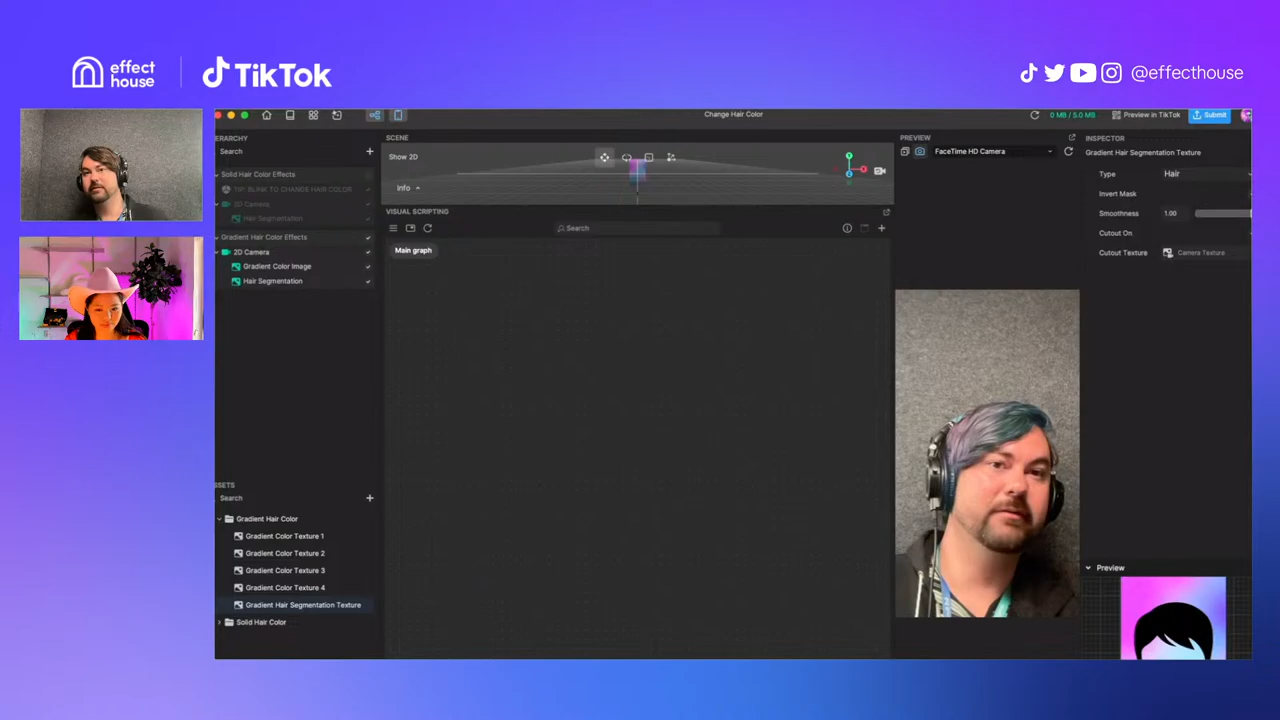 effect
house
TikTok
@effecthouse
Change Hair Color
0 MB / 5.0 MB
Preview in TikTok
Submit
ERARCHY
Search
Solid Hair Color Effects
TIP: BLINK TO CHANGE HAIR COLOR
2D Camera
Hair Segmentation
Gradient Hair Color Effects
2D Camera
Gradient Color Image
Hair Segmentation
SSETS
Search
Gradient Hair Color
Gradient Color Texture 1
Gradient Color Texture 2
Gradient Color Texture 3
Gradient Color Texture 4
Gradient Hair Segmentation Texture
Solid Hair Color
SCENE
Show 2D
Info
VISUAL SCRIPTING
Search
Main graph
PREVIEW
FaceTime HD Camera
INSPECTOR
Gradient Hair Segmentation Texture
Type Hair
Invert Mask
Smoothness 1.00
Cutout On
Cutout Texture Camera Texture
Preview